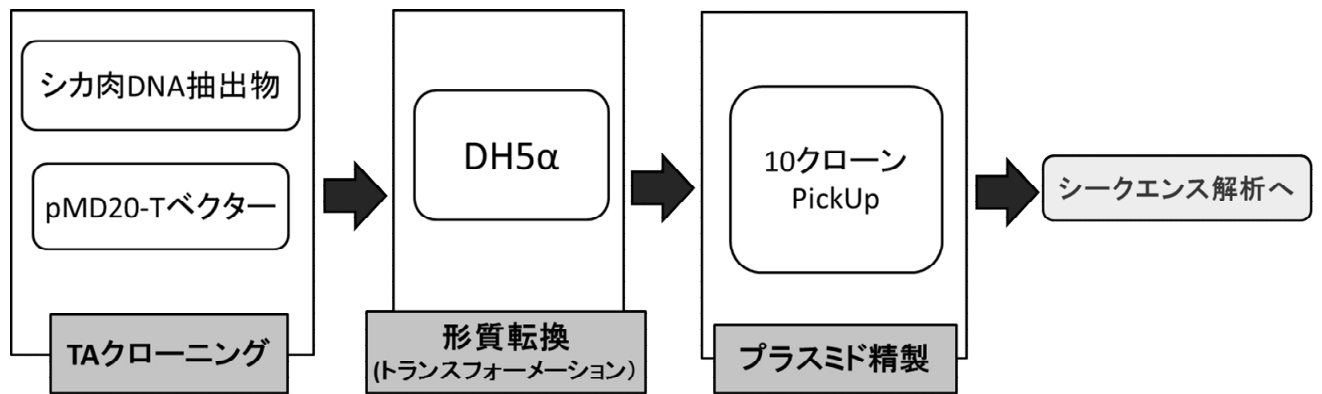 シカ肉DNA抽出物
pMD20-Tベクター
TAクローニング
DH5α
形質転換
(トランスフォーメーション)
10クローン
PickUp
プラスミド精製
シークエンス解析へ